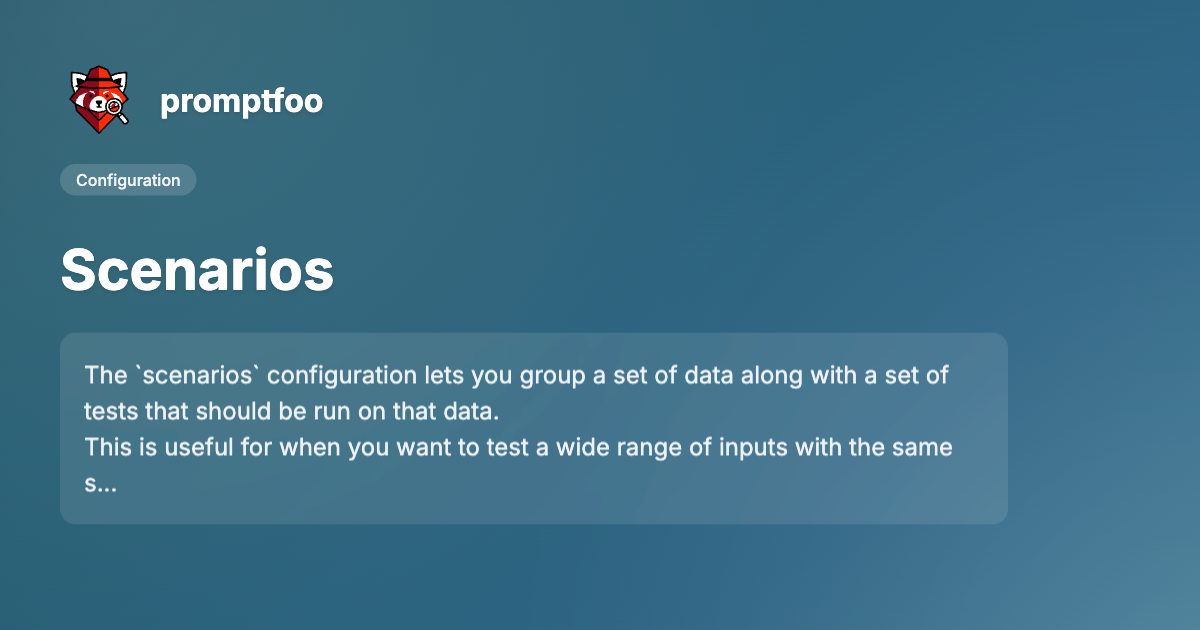 promptfoo
Configuration
Scenarios
The `scenarios` configuration lets you group a set of data along with a set of
tests that should be run on that data.
This is useful for when you want to test a wide range of inputs with the same
s...